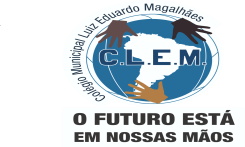 Colégio Municipal Luiz Eduardo Magalhães
C.L.E.M.
O FUTURO ESTÁ
EM NOSSAS MÃOS